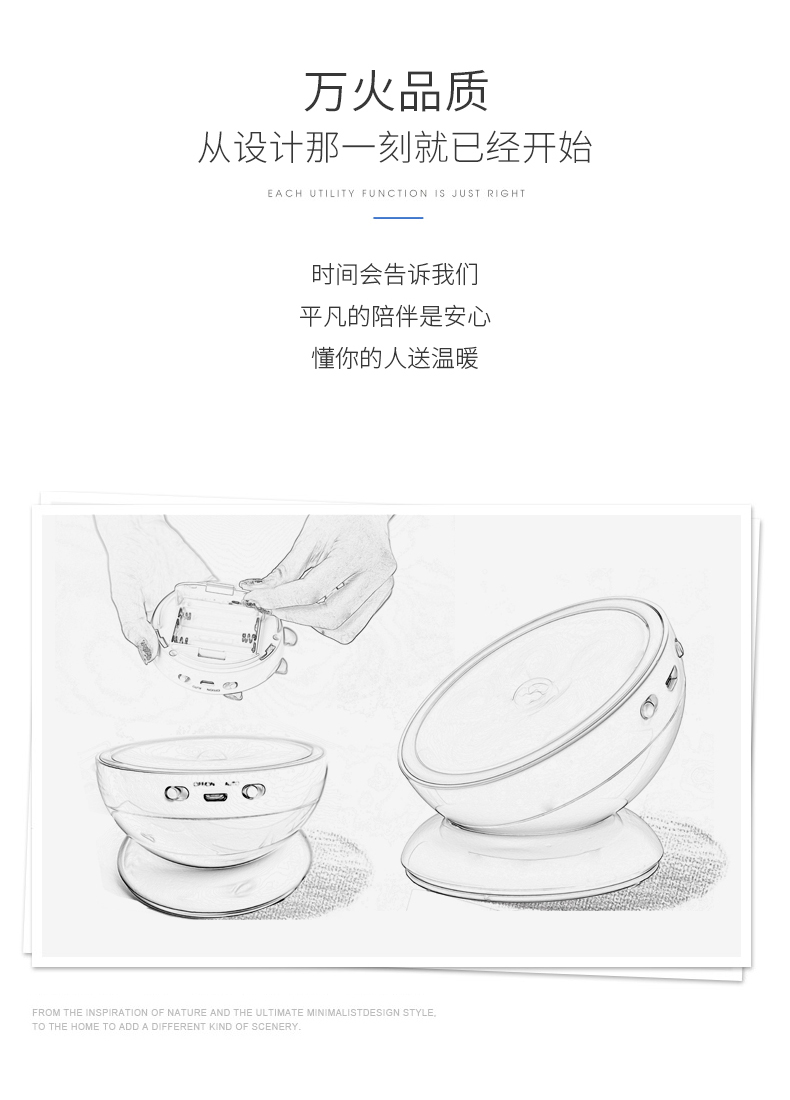 万火品质
从设计那一刻就已经开始
EACH UTILITY FUNCTION IS JUST RIGHT
时间会告诉我们
平凡的陪伴是安心
懂你的人送温暖
FROM THE INSPIRATION OF NATURE AND THE ULTIMATE MINIMALISTDESIGN STYLE,
TO THE HOME TO ADD A DIFFERENT KIND OF SCENERY.